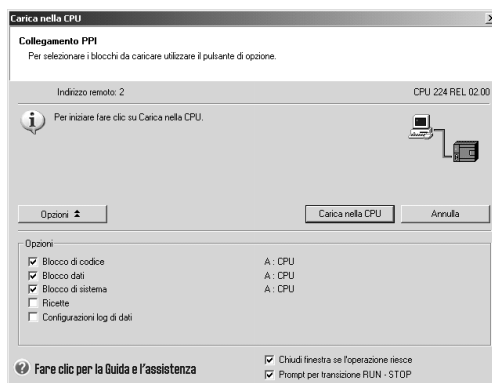 Carica nella CPU
Collegamento PPI
Per selezionare i blocchi da caricare utilizzare il pulsante di opzione.
Indirizzo remoto: 2 CPU 224 REL 02.00
Per iniziare fare clic su Carica nella CPU.
Opzioni Carica nella CPU Annulla
Opzioni
Blocco di codice A : CPU
Blocco dati A : CPU
Blocco di sistema A : CPU
Ricette
Configurazioni log di dati
Fare clic per la Guida e l'assistenza
Chiudi finestra se l'operazione riesce
Prompt per transizione RUN - STOP